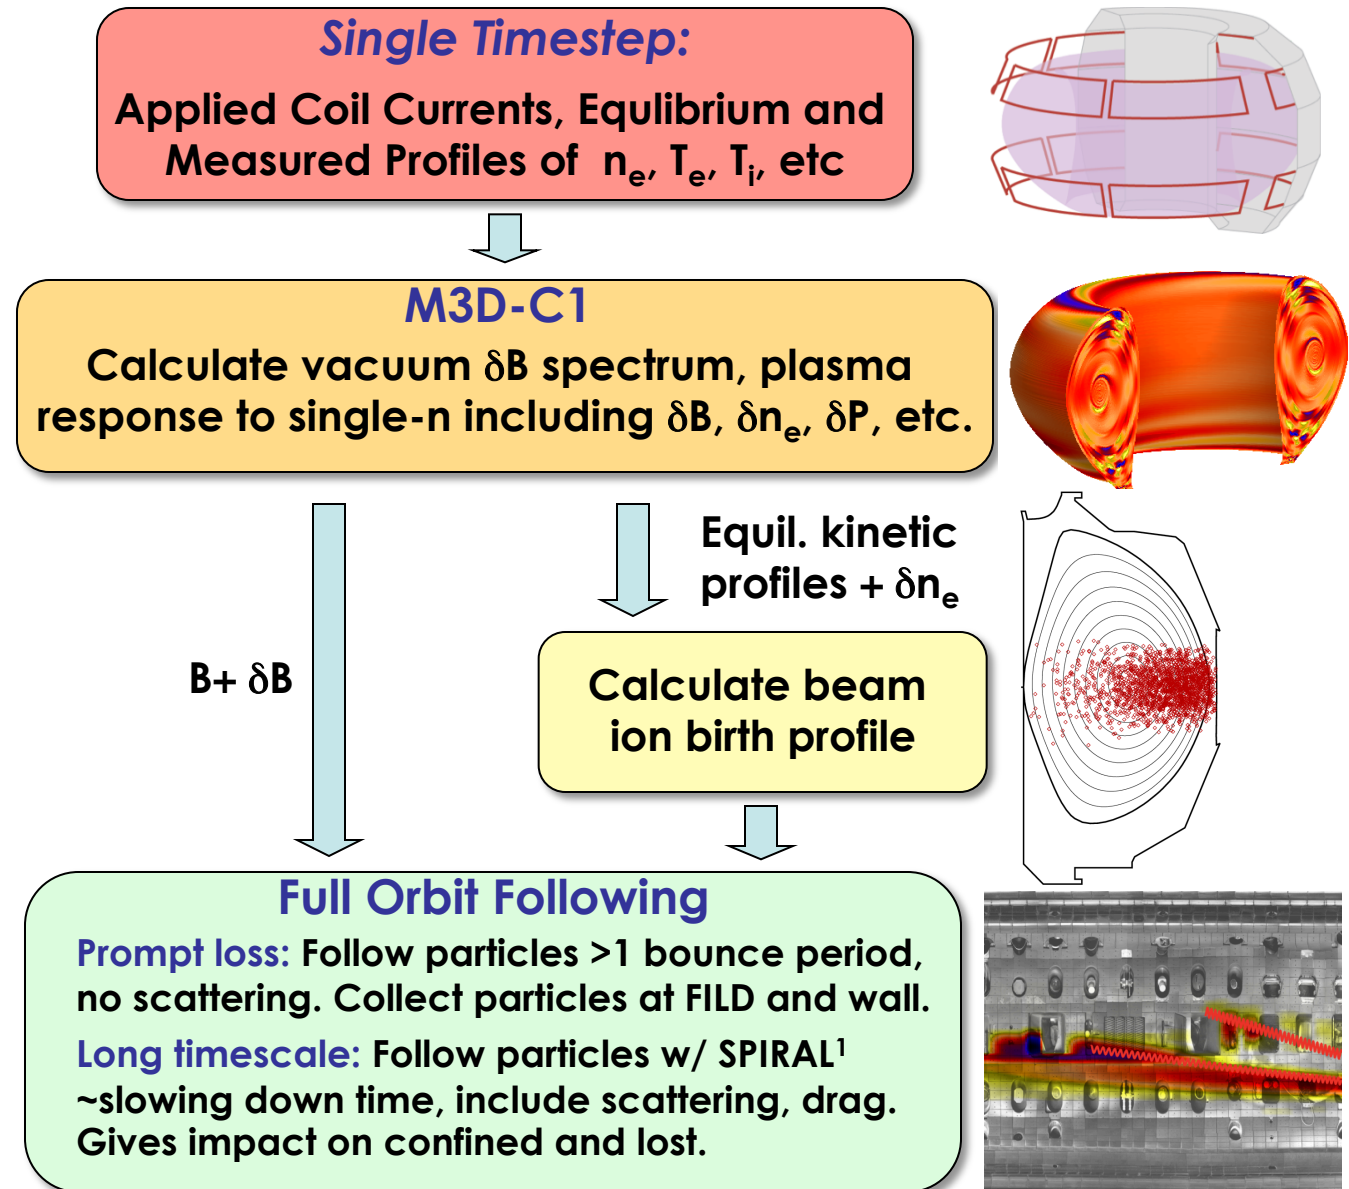 Single Timestep:
Applied Coil Currents, Equlibrium and
Measured Profiles of nₑ, Tₑ, Tᵢ, etc
M3D-C1
Calculate vacuum δB spectrum, plasma
response to single-n including δB, δnₑ, δP, etc.
Equil. kinetic
profiles + δnₑ
B+ δB
Calculate beam
ion birth profile
Full Orbit Following
Prompt loss: Follow particles >1 bounce period,
no scattering. Collect particles at FILD and wall.
Long timescale: Follow particles w/ SPIRAL¹
~slowing down time, include scattering, drag.
Gives impact on confined and lost.